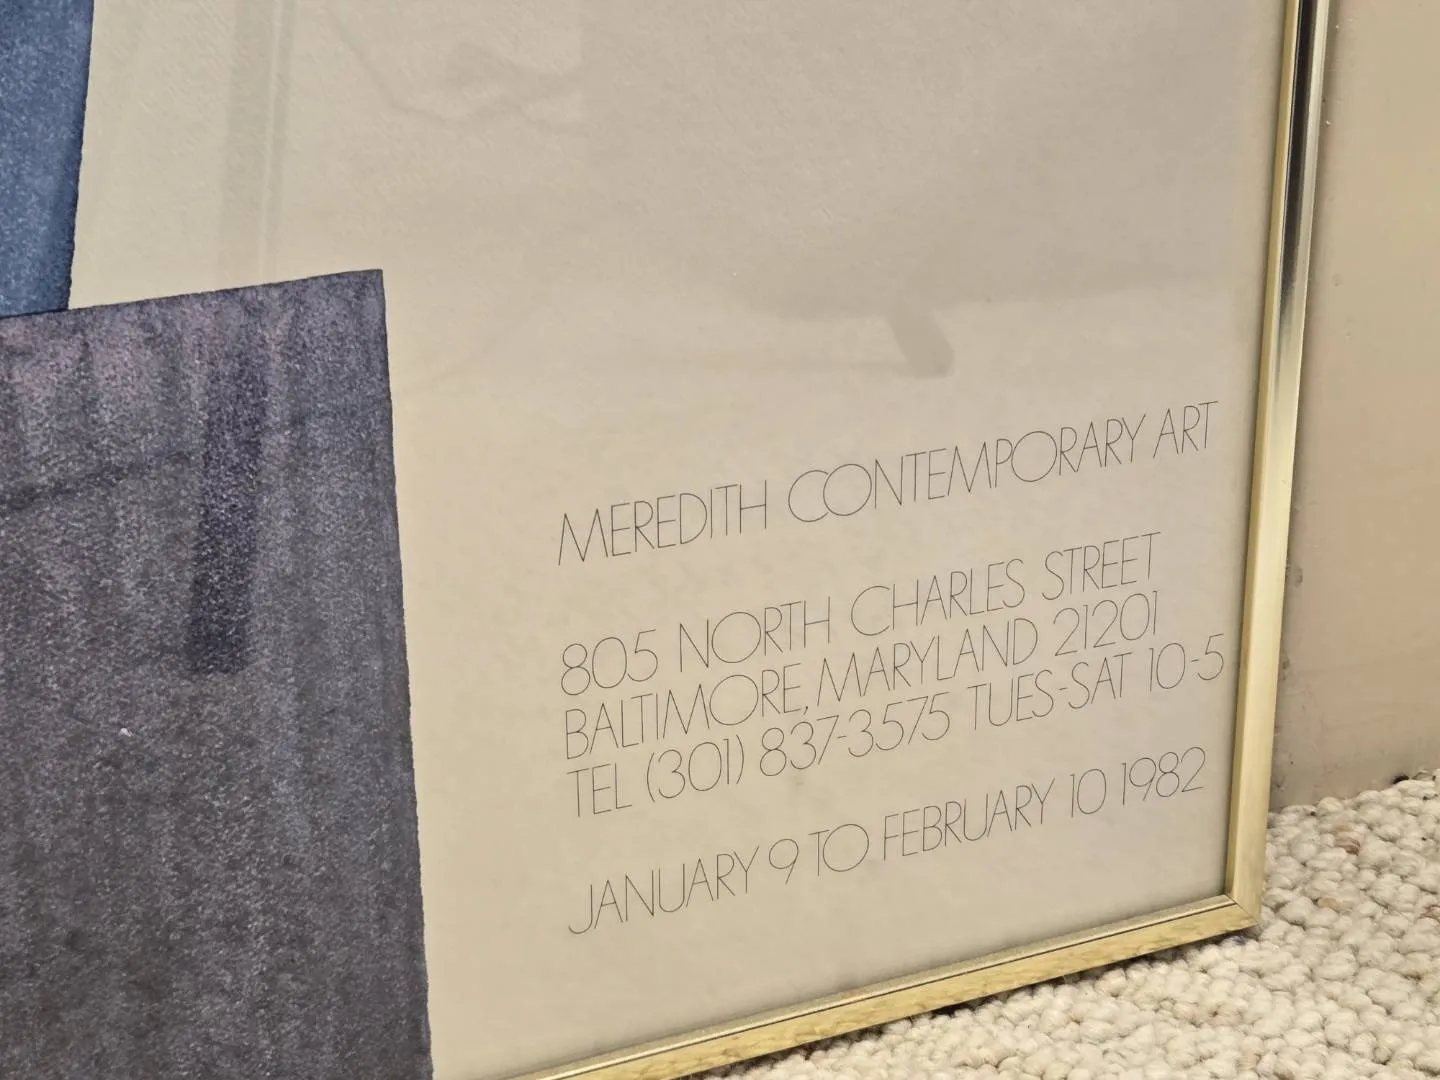 MEREDITH CONTEMPORARY ART
805 NORTH CHARLES STREET
BALTIMORE, MARYLAND 21201
TEL (301) 837-3575 TUES-SAT 10-5
JANUARY 9 TO FEBRUARY 10 1982